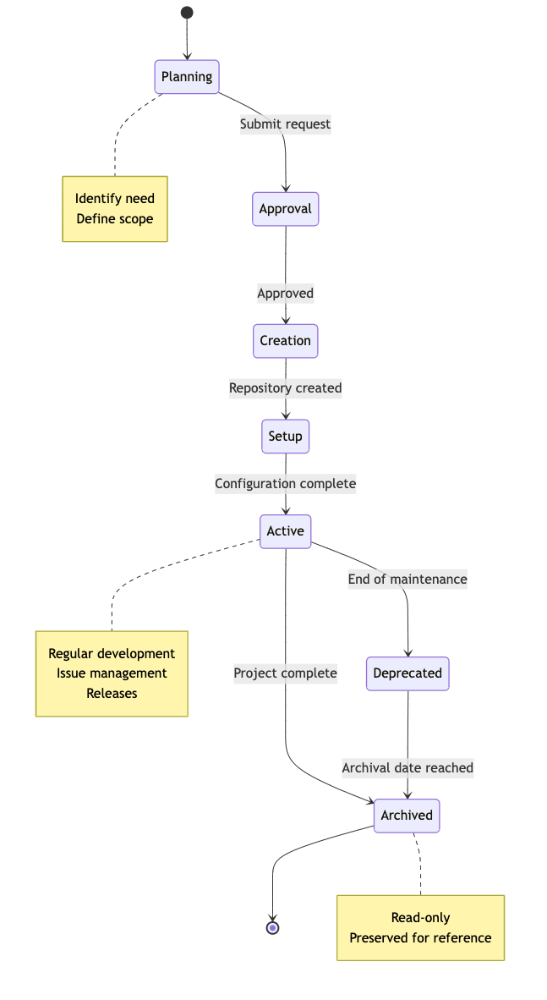 Planning
Submit request
Identify need
Define scope
Approval
Approved
Creation
Repository created
Setup
Configuration complete
Active
End of maintenance
Regular development
Issue management
Releases
Project complete
Deprecated
Archival date reached
Archived
Read-only
Preserved for reference